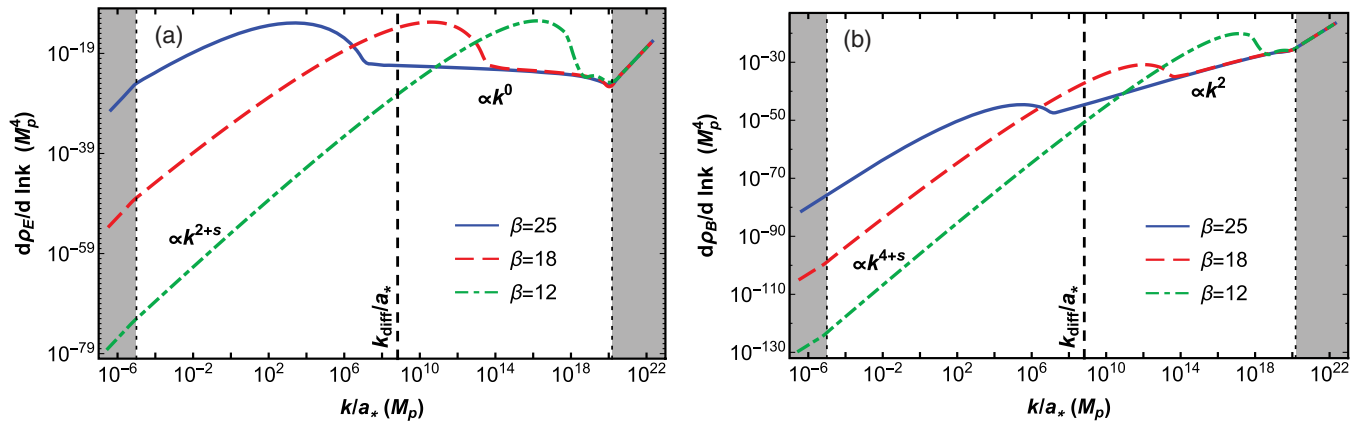 (a)
dρ_E/d lnk (M_p^4)
10^−19
10^−39
10^−59
10^−79
∝k^0
∝k^{2+s}
β=25
β=18
β=12
k_diff/a_*
10^−6 10^−2 10^2 10^6 10^10 10^14 10^18 10^22
k/a_* (M_p)
(b)
dρ_B/d lnk (M_p^4)
10^−30
10^−50
10^−70
10^−90
10^−110
10^−130
∝k^2
∝k^{4+s}
β=25
β=18
β=12
k_diff/a_*
10^−6 10^−2 10^2 10^6 10^10 10^14 10^18 10^22
k/a_* (M_p)